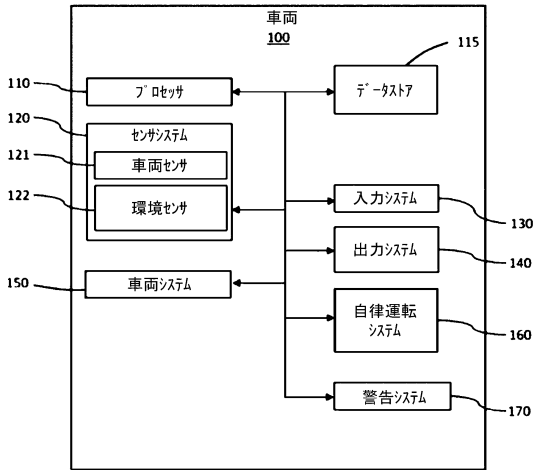 車両
100
115
110
プロセッサ
データストア
120
センサシステム
121
車両センサ
122
環境センサ
入力システム
130
出力システム
140
150
車両システム
自律運転
システム
160
警告システム
170